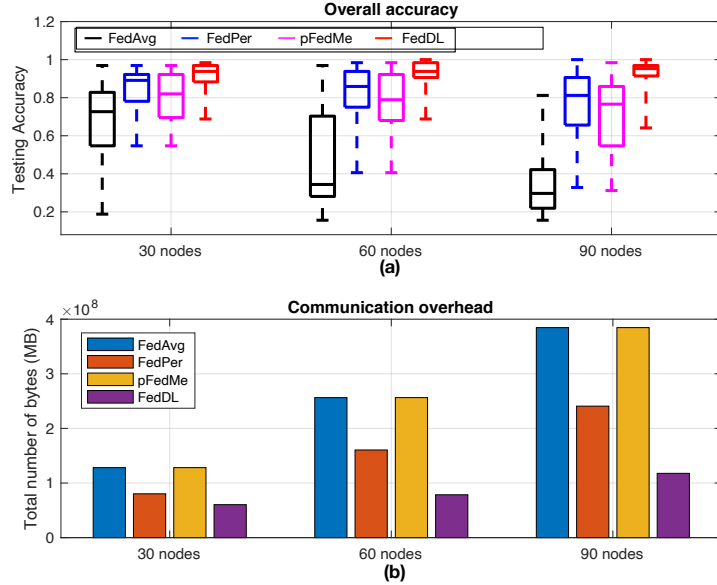 Overall accuracy
1.2
FedAvg FedPer pFedMe FedDL
1
0.8
0.6
0.4
0.2
Testing Accuracy
30 nodes 60 nodes 90 nodes
(a)
Communication overhead
×10^8
4
3
2
1
0
Total number of bytes (MB)
FedAvg
FedPer
pFedMe
FedDL
30 nodes 60 nodes 90 nodes
(b)